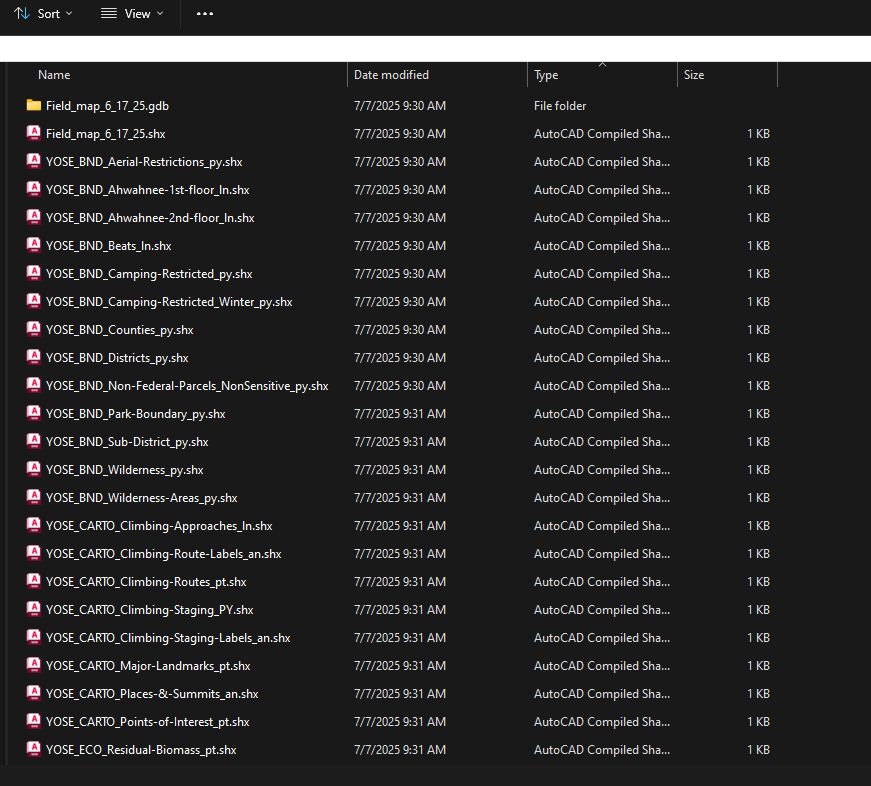 Sort View •••
Name Date modified Type Size
Field_map_6_17_25.gdb 7/7/2025 9:30 AM File folder
Field_map_6_17_25.shx 7/7/2025 9:30 AM AutoCAD Compiled Sha... 1 KB
YOSE_BND_Aerial-Restrictions_py.shx 7/7/2025 9:30 AM AutoCAD Compiled Sha... 1 KB
YOSE_BND_Ahwahnee-1st-floor_ln.shx 7/7/2025 9:30 AM AutoCAD Compiled Sha... 1 KB
YOSE_BND_Ahwahnee-2nd-floor_ln.shx 7/7/2025 9:30 AM AutoCAD Compiled Sha... 1 KB
YOSE_BND_Beats_ln.shx 7/7/2025 9:30 AM AutoCAD Compiled Sha... 1 KB
YOSE_BND_Camping-Restricted_py.shx 7/7/2025 9:30 AM AutoCAD Compiled Sha... 1 KB
YOSE_BND_Camping-Restricted_Winter_py.shx 7/7/2025 9:30 AM AutoCAD Compiled Sha... 1 KB
YOSE_BND_Counties_py.shx 7/7/2025 9:30 AM AutoCAD Compiled Sha... 1 KB
YOSE_BND_Districts_py.shx 7/7/2025 9:30 AM AutoCAD Compiled Sha... 1 KB
YOSE_BND_Non-Federal-Parcels_NonSensitive_py.shx 7/7/2025 9:30 AM AutoCAD Compiled Sha... 1 KB
YOSE_BND_Park-Boundary_py.shx 7/7/2025 9:31 AM AutoCAD Compiled Sha... 1 KB
YOSE_BND_Sub-District_py.shx 7/7/2025 9:31 AM AutoCAD Compiled Sha... 1 KB
YOSE_BND_Wilderness_py.shx 7/7/2025 9:31 AM AutoCAD Compiled Sha... 1 KB
YOSE_BND_Wilderness-Areas_py.shx 7/7/2025 9:31 AM AutoCAD Compiled Sha... 1 KB
YOSE_CARTO_Climbing-Approaches_ln.shx 7/7/2025 9:31 AM AutoCAD Compiled Sha... 1 KB
YOSE_CARTO_Climbing-Route-Labels_an.shx 7/7/2025 9:31 AM AutoCAD Compiled Sha... 1 KB
YOSE_CARTO_Climbing-Routes_pt.shx 7/7/2025 9:31 AM AutoCAD Compiled Sha... 1 KB
YOSE_CARTO_Climbing-Staging_PY.shx 7/7/2025 9:31 AM AutoCAD Compiled Sha... 1 KB
YOSE_CARTO_Climbing-Staging-Labels_an.shx 7/7/2025 9:31 AM AutoCAD Compiled Sha... 1 KB
YOSE_CARTO_Major-Landmarks_pt.shx 7/7/2025 9:31 AM AutoCAD Compiled Sha... 1 KB
YOSE_CARTO_Places-&-Summits_an.shx 7/7/2025 9:31 AM AutoCAD Compiled Sha... 1 KB
YOSE_CARTO_Points-of-Interest_pt.shx 7/7/2025 9:31 AM AutoCAD Compiled Sha... 1 KB
YOSE_ECO_Residual-Biomass_pt.shx 7/7/2025 9:31 AM AutoCAD Compiled Sha... 1 KB